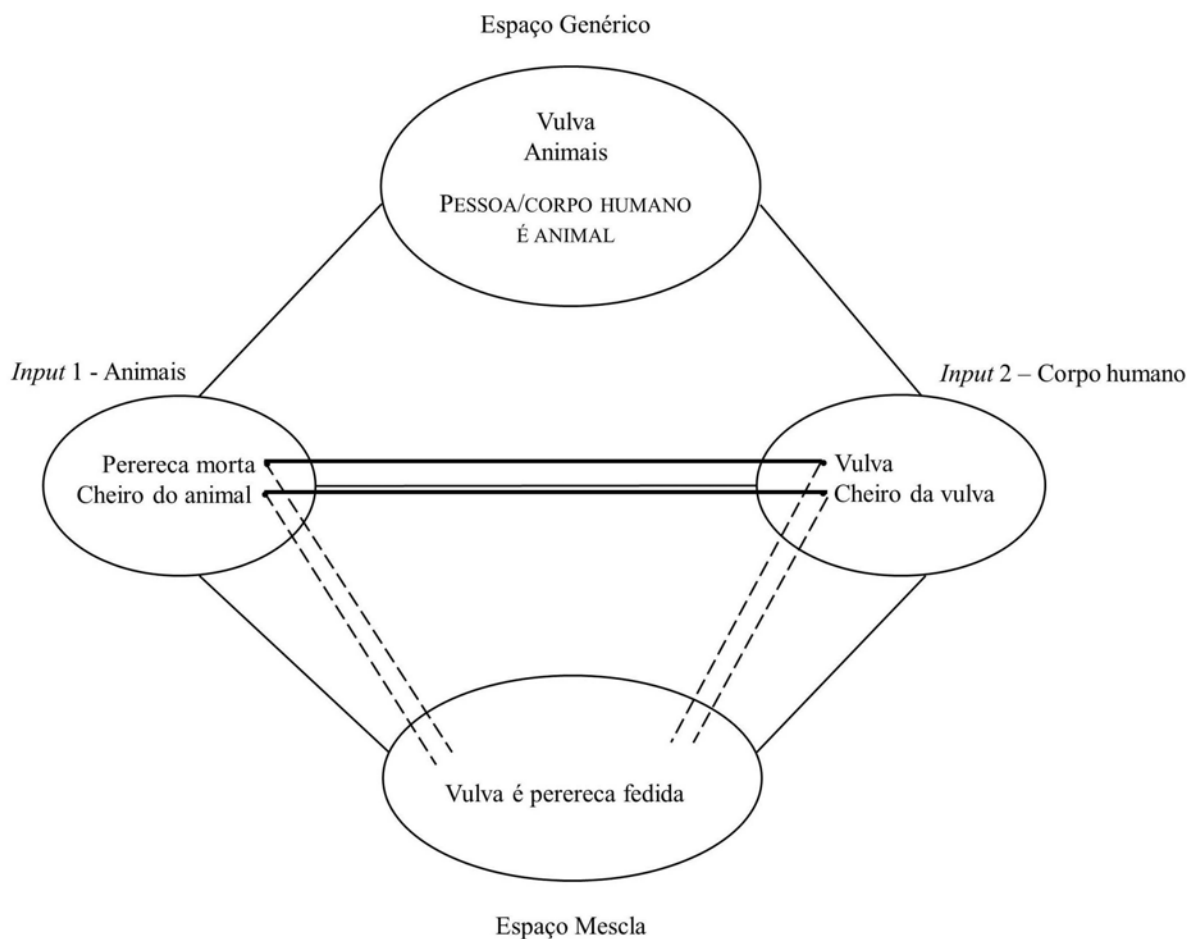 Espaço Genérico
Vulva
Animais
PESSOA/CORPO HUMANO
É ANIMAL
Input 1 - Animais
Input 2 – Corpo humano
Perereca morta
Cheiro do animal
Vulva
Cheiro da vulva
Vulva é perereca fedida
Espaço Mescla